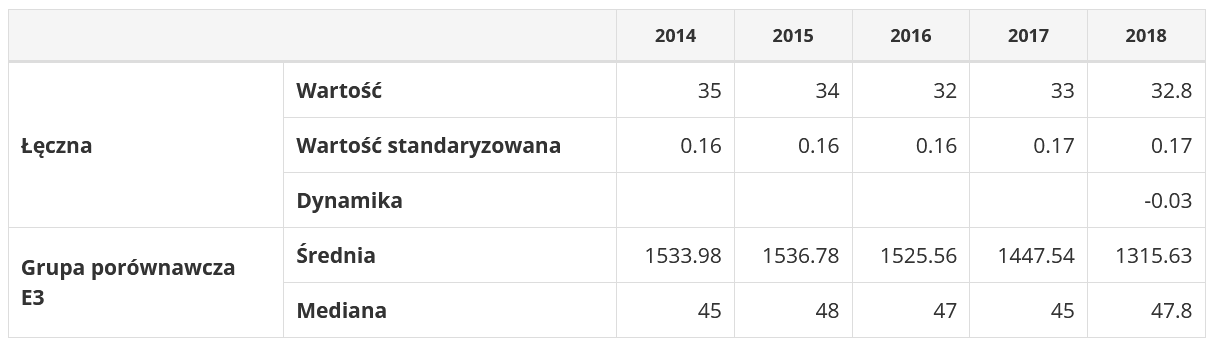 2014 2015 2016 2017 2018
Łęczna
Wartość 35 34 32 33 32.8
Wartość standaryzowana 0.16 0.16 0.16 0.17 0.17
Dynamika -0.03
Grupa porównawcza
E3
Średnia 1533.98 1536.78 1525.56 1447.54 1315.63
Mediana 45 48 47 45 47.8